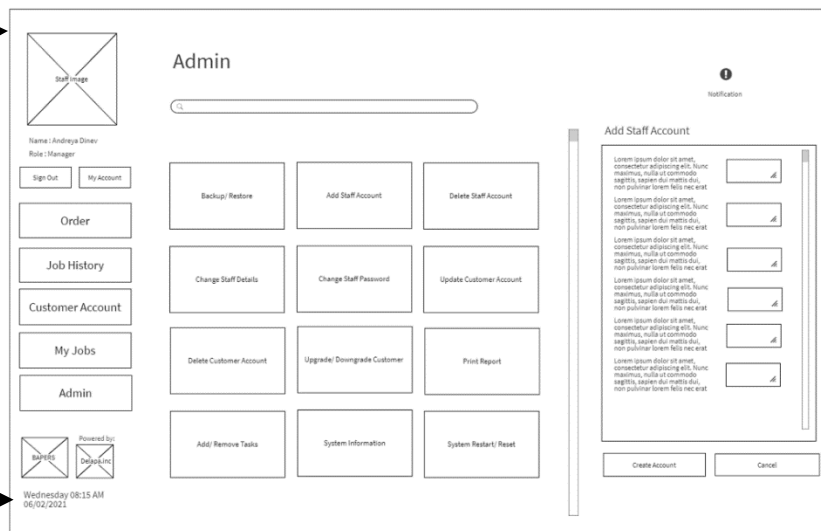 Staff Image
Name : Andreya Dinev
Role : Manager
Sign Out
My Account
Order
Job History
Customer Account
My Jobs
Admin
BAPERS
Powered by:
Delapa.inc
Wednesday 08:15 AM
06/02/2021
Admin
Backup/ Restore
Add Staff Account
Delete Staff Account
Change Staff Details
Change Staff Password
Update Customer Account
Delete Customer Account
Upgrade/ Downgrade Customer
Print Report
Add/ Remove Tasks
System Information
System Restart/ Reset
Notification
Add Staff Account
Lorem ipsum dolor sit amet,
consectetur adipiscing elit. Nunc
maximus, nulla ut commodo
sagittis, sapien dui mattis dui,
non pulvinar lorem felis nec erat
Lorem ipsum dolor sit amet,
consectetur adipiscing elit. Nunc
maximus, nulla ut commodo
sagittis, sapien dui mattis dui,
non pulvinar lorem felis nec erat
Lorem ipsum dolor sit amet,
consectetur adipiscing elit. Nunc
maximus, nulla ut commodo
sagittis, sapien dui mattis dui,
non pulvinar lorem felis nec erat
Lorem ipsum dolor sit amet,
consectetur adipiscing elit. Nunc
maximus, nulla ut commodo
sagittis, sapien dui mattis dui,
non pulvinar lorem felis nec erat
Lorem ipsum dolor sit amet,
consectetur adipiscing elit. Nunc
maximus, nulla ut commodo
sagittis, sapien dui mattis dui,
non pulvinar lorem felis nec erat
Lorem ipsum dolor sit amet,
consectetur adipiscing elit. Nunc
maximus, nulla ut commodo
sagittis, sapien dui mattis dui,
non pulvinar lorem felis nec erat
Create Account
Cancel